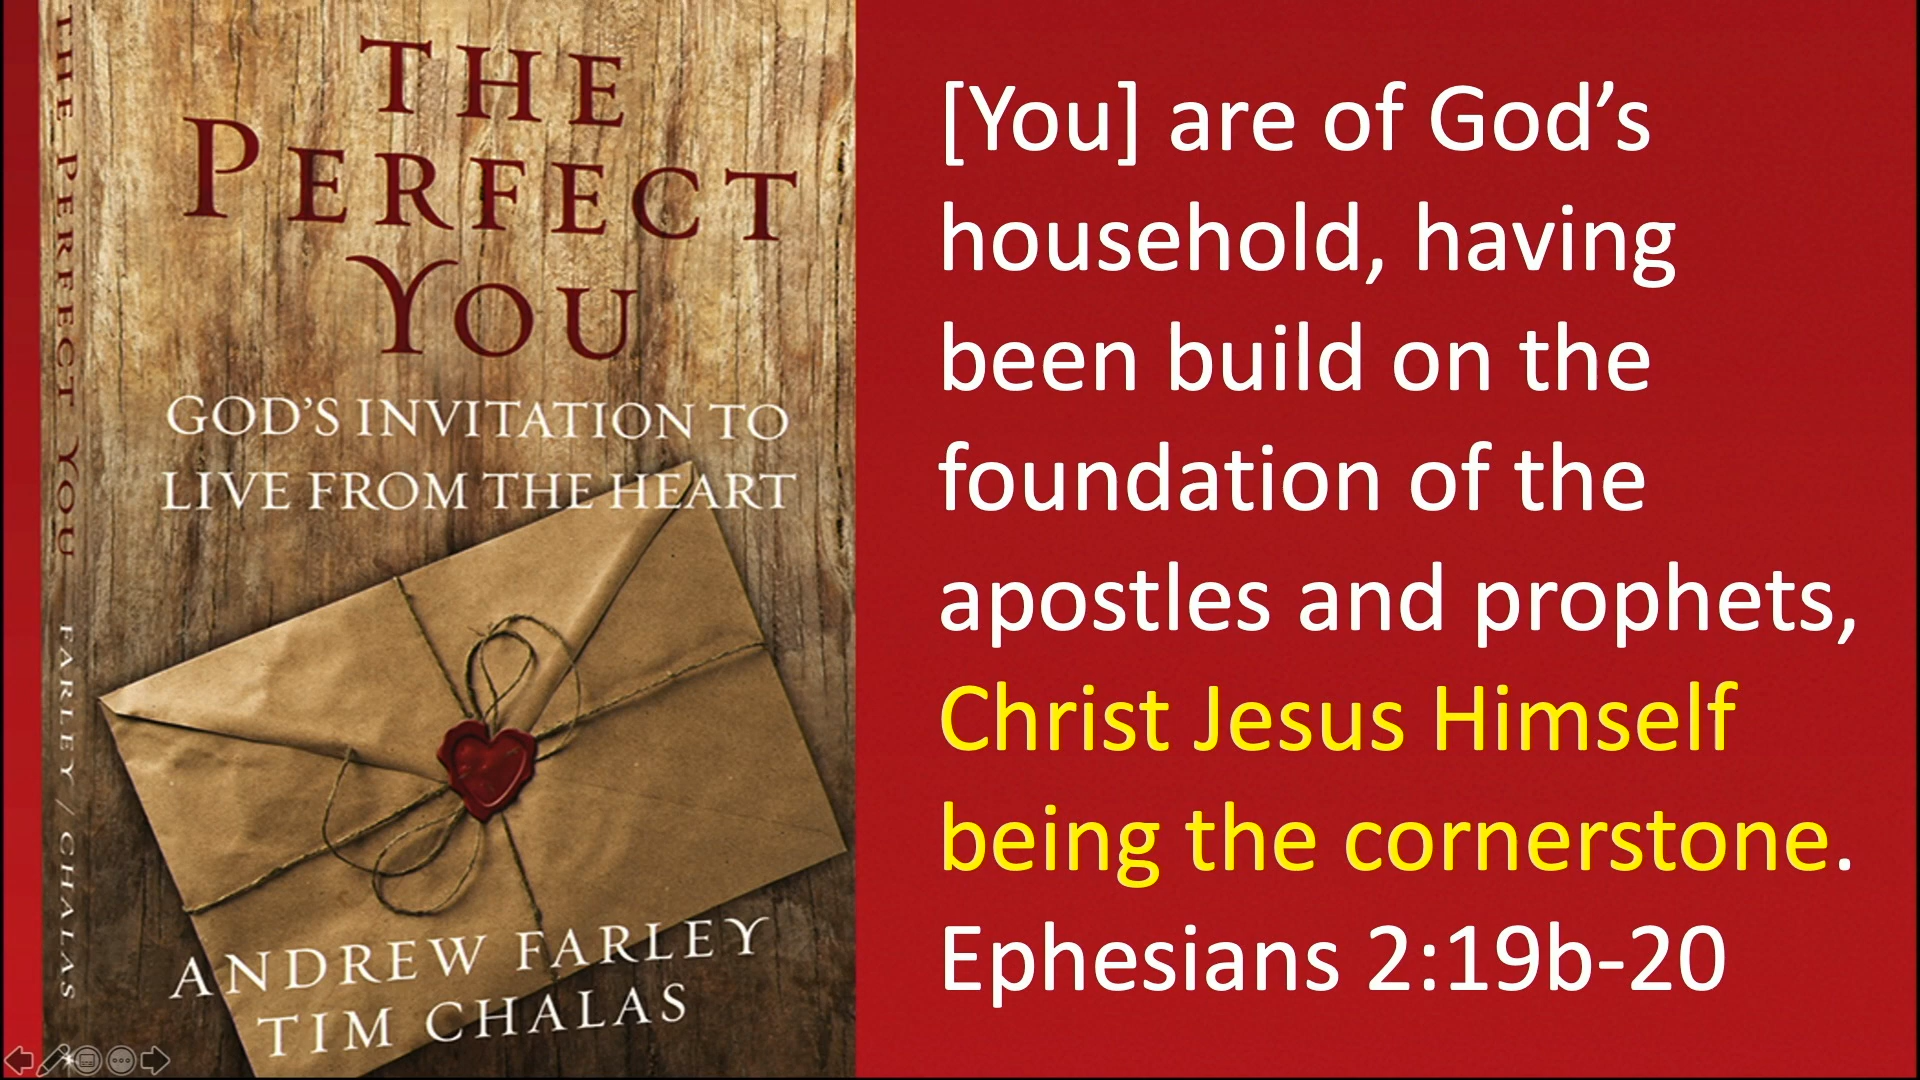 THE PERFECT YOU FARLEY / CHALAS
THE
PERFECT
YOU
GOD'S INVITATION TO
LIVE FROM THE HEART
ANDREW FARLEY
TIM CHALAS
[You] are of God’s
household, having
been build on the
foundation of the
apostles and prophets,
Christ Jesus Himself
being the cornerstone.
Ephesians 2:19b-20